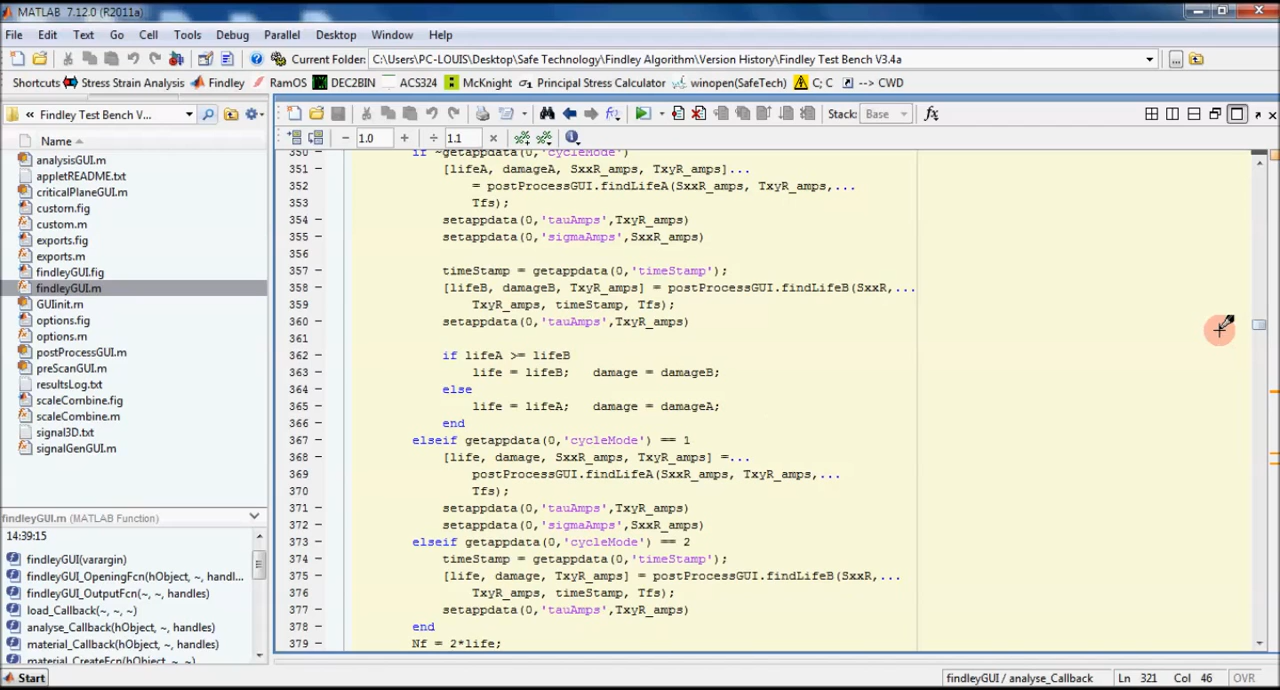 MATLAB 7.12.0 (R2011a)
File Edit Text Go Cell Tools Debug Parallel Desktop Window Help
Current Folder: C:\Users\PC-LOUIS\Desktop\Safe Technology\Findley Algorithm\Version History\Findley Test Bench V3.4a
Shortcuts Stress Strain Analysis Findley RamOS DEC2BIN ACS324 McKnight Principal Stress Calculator winopen(SafeTech) C; C --> CWD
« Findley Test Bench V...
Stack: Base fx
Name
− 1.0 + ÷ 1.1 ×
analysisGUI.m
appletREADME.txt
criticalPlaneGUI.m
custom.fig
custom.m
exports.fig
exports.m
findleyGUI.fig
findleyGUI.m
GUIinit.m
options.fig
options.m
postProcessGUI.m
preScanGUI.m
resultsLog.txt
scaleCombine.fig
scaleCombine.m
signal3D.txt
signalGenGUI.m
findleyGUI.m (MATLAB Function)
14:39:15
findleyGUI(varargin)
findleyGUI_OpeningFcn(hObject, ~, handl...
findleyGUI_OutputFcn(~, ~, handles)
load_Callback(~, ~, ~)
analyse_Callback(hObject, ~, handles)
material_Callback(hObject, ~, handles)
material_CreateFcn(hObject, ~, handles)
350 – if ~getappdata(0,'cycleMode')
351 – [lifeA, damageA, SxxR_amps, TxyR_amps]...
352 = postProcessGUI.findLifeA(SxxR_amps, TxyR_amps,...
353 Tfs);
354 – setappdata(0,'tauAmps',TxyR_amps)
355 – setappdata(0,'sigmaAmps',SxxR_amps)
356
357 – timeStamp = getappdata(0,'timeStamp');
358 – [lifeB, damageB, TxyR_amps] = postProcessGUI.findLifeB(SxxR,...
359 TxyR_amps, timeStamp, Tfs);
360 – setappdata(0,'tauAmps',TxyR_amps)
361
362 – if lifeA >= lifeB
363 – life = lifeB; damage = damageB;
364 – else
365 – life = lifeA; damage = damageA;
366 – end
367 – elseif getappdata(0,'cycleMode') == 1
368 – [life, damage, SxxR_amps, TxyR_amps] =...
369 postProcessGUI.findLifeA(SxxR_amps, TxyR_amps,...
370 Tfs);
371 – setappdata(0,'tauAmps',TxyR_amps)
372 – setappdata(0,'sigmaAmps',SxxR_amps)
373 – elseif getappdata(0,'cycleMode') == 2
374 – timeStamp = getappdata(0,'timeStamp');
375 – [life, damage, TxyR_amps] = postProcessGUI.findLifeB(SxxR,...
376 TxyR_amps, timeStamp, Tfs);
377 – setappdata(0,'tauAmps',TxyR_amps)
378 – end
379 – Nf = 2*life;
Start
findleyGUI / analyse_Callback Ln 321 Col 46 OVR